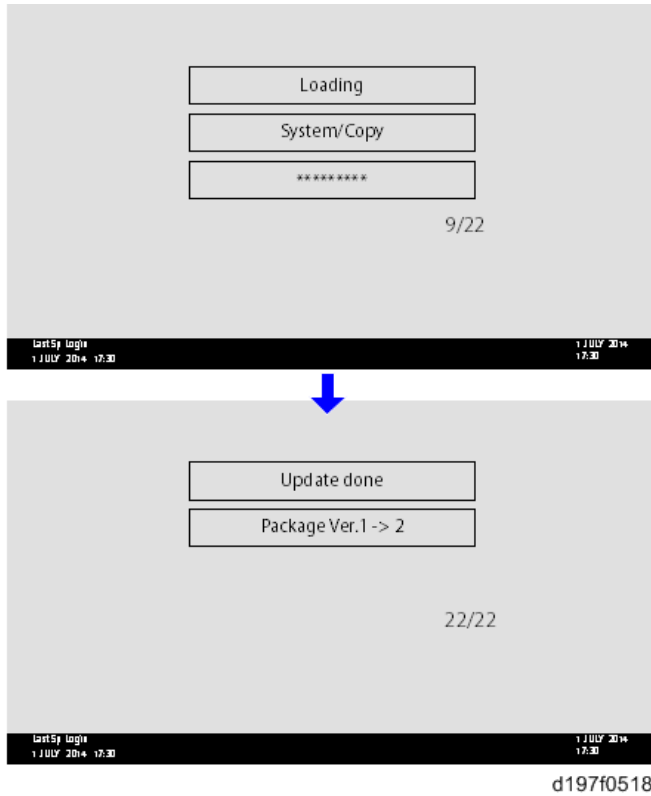 Loading
System/Copy
*********
9/22
Last Sp Login
1 JULY 2014 17:30
1 JULY 2014
17:30
Update done
Package Ver.1 -> 2
22/22
Last Sp Login
1 JULY 2014 17:30
1 JULY 2014
17:30
d197f0518